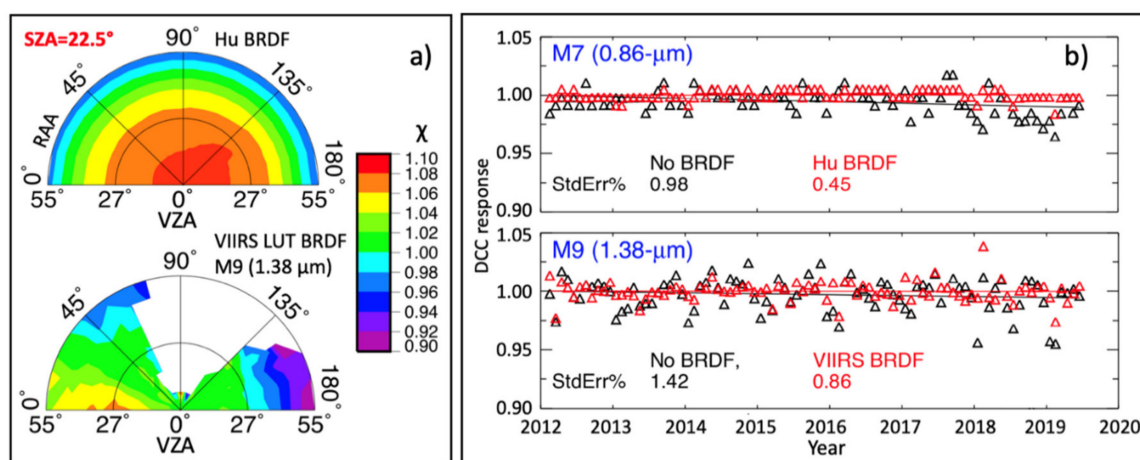 SZA=22.5° 90° Hu BRDF a)
45° 135°
RAA
0° 180°
55° 27° 0° 27° 55°
VZA
χ
1.10
1.08
1.06
1.04
1.02
1.00
0.98
0.96
0.94
0.92
0.90
VIIRS LUT BRDF
M9 (1.38 µm)
90°
45° 135°
0° 180°
55° 27° 0° 27° 55°
VZA
b)
DCC response
1.05
1.00
0.95
0.90
M7 (0.86-µm)
No BRDF Hu BRDF
StdErr% 0.98 0.45
1.05
1.00
0.95
0.90
M9 (1.38-µm)
No BRDF, VIIRS BRDF
StdErr% 1.42 0.86
2012 2013 2014 2015 2016 2017 2018 2019 2020
Year